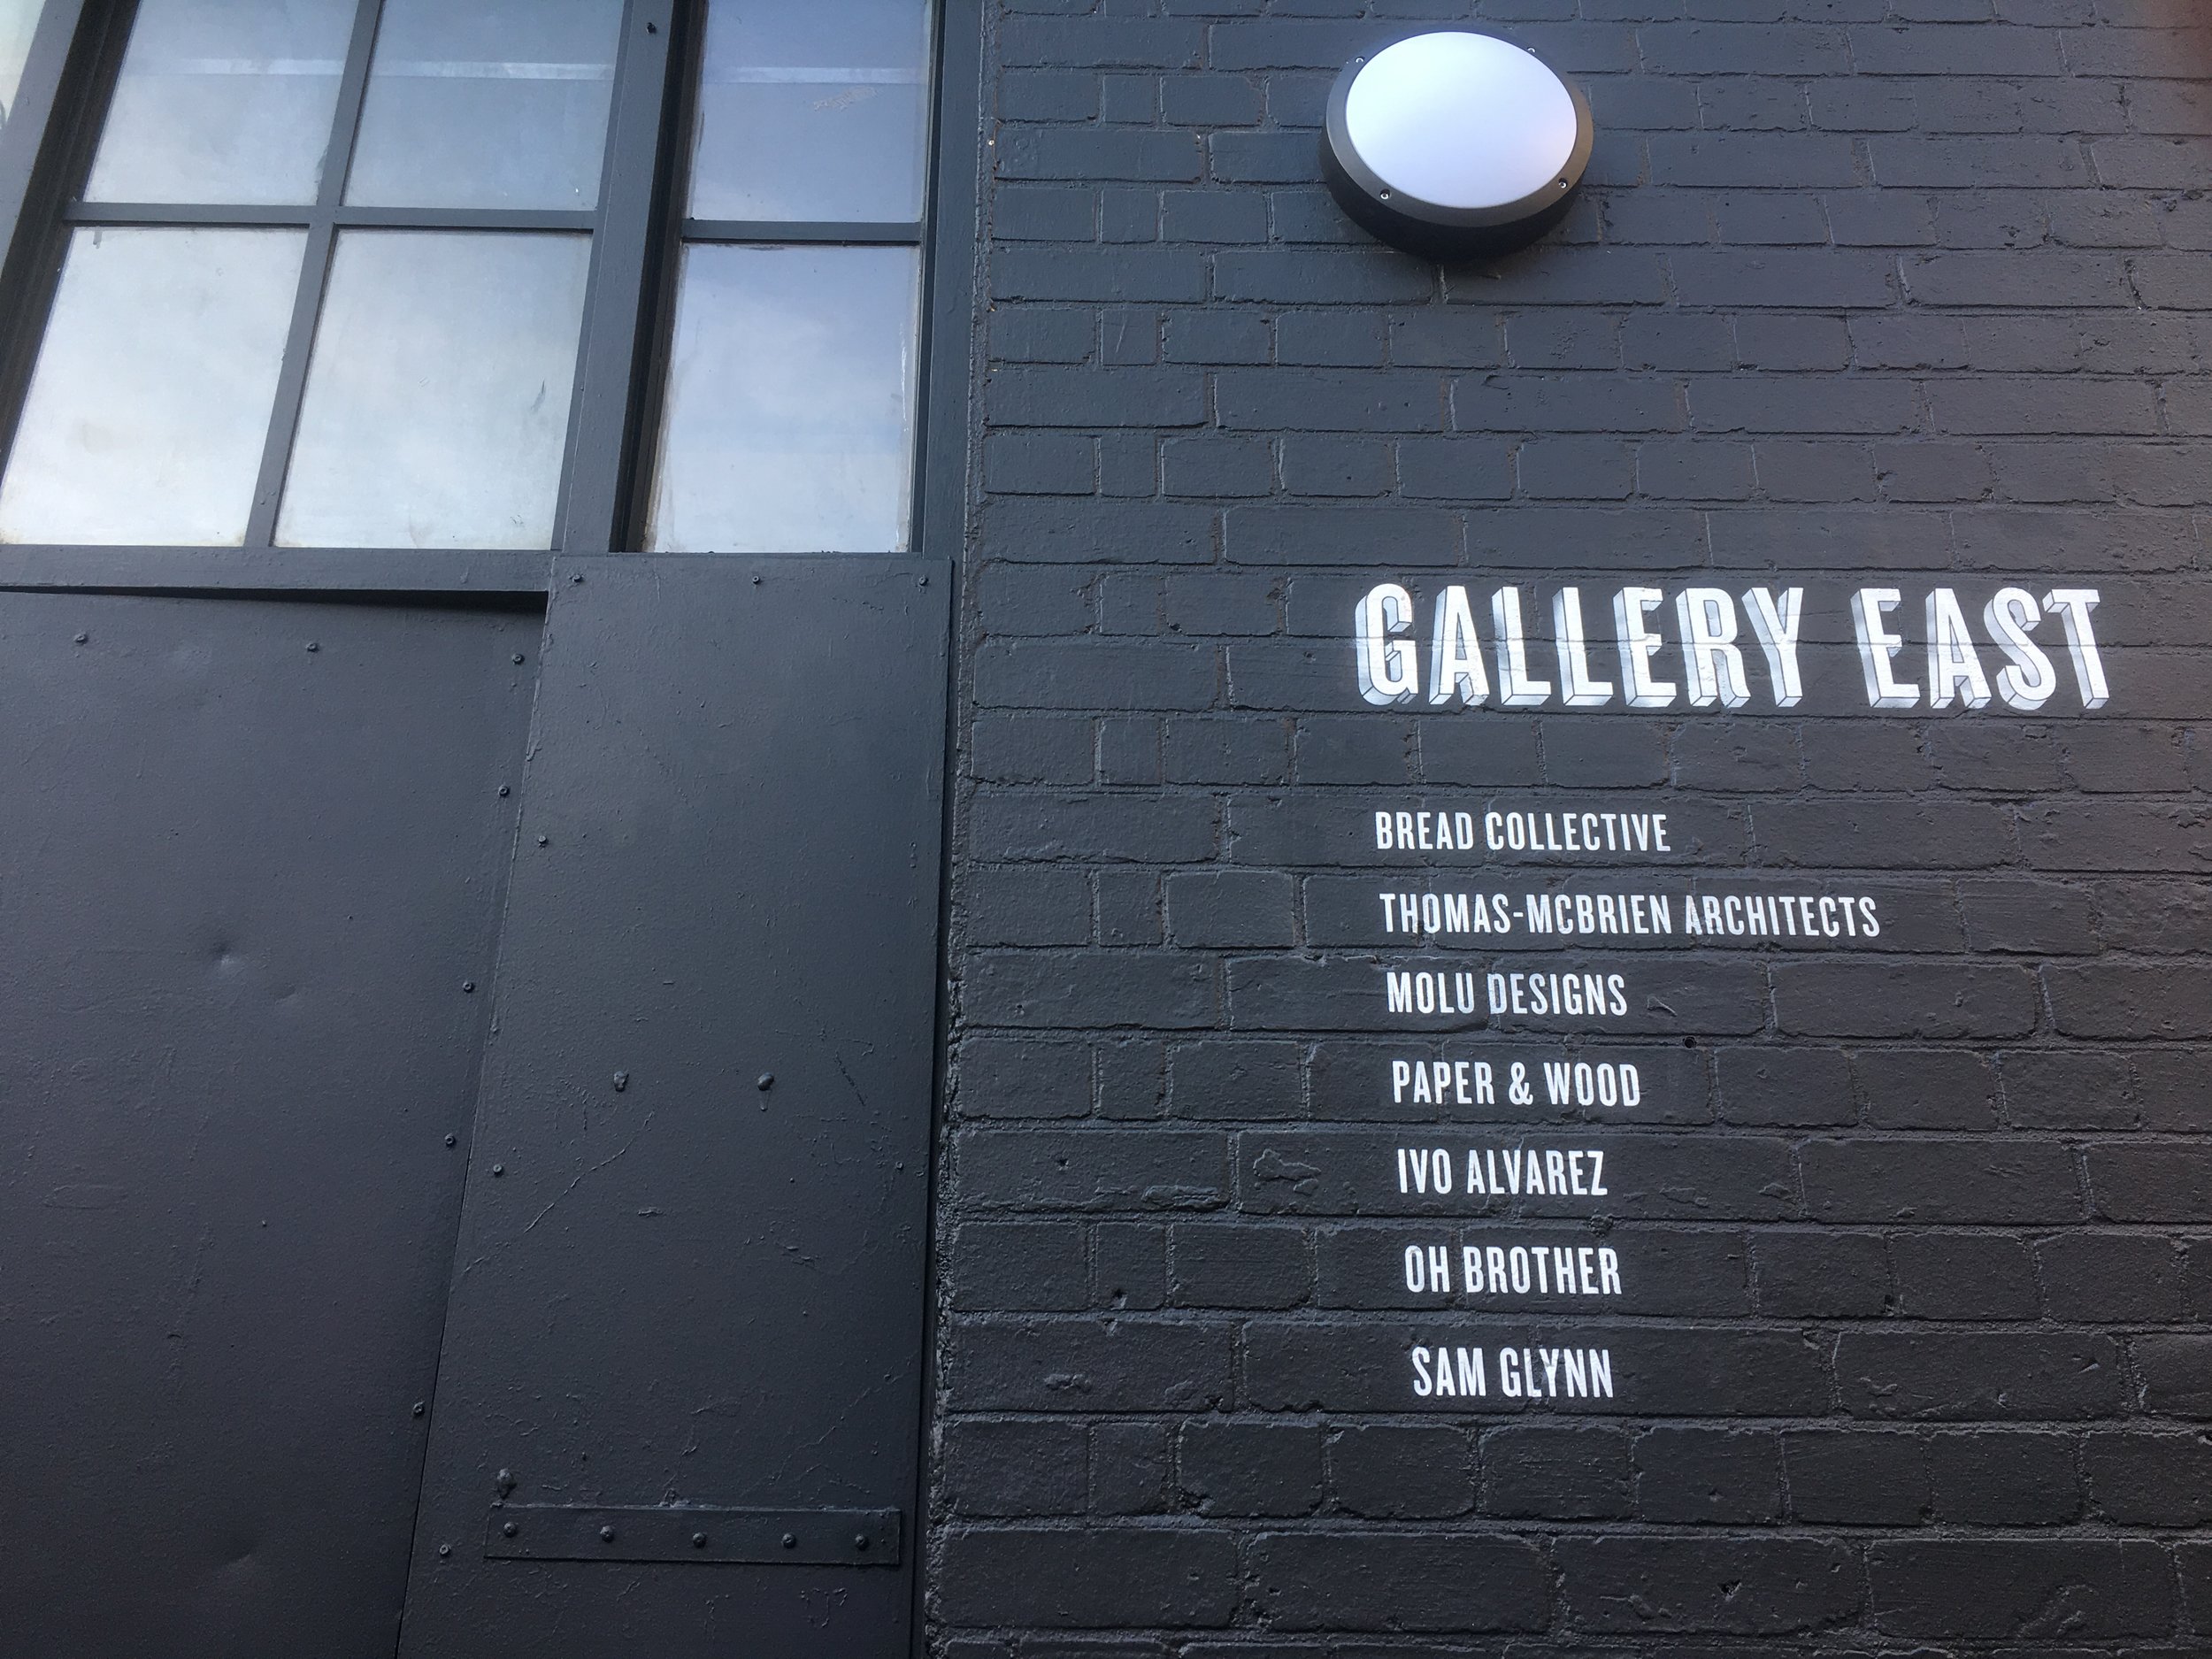 GALLERY EAST
BREAD COLLECTIVE
THOMAS-MCBRIEN ARCHITECTS
MOLU DESIGNS
PAPER & WOOD
IVO ALVAREZ
OH BROTHER
SAM GLYNN